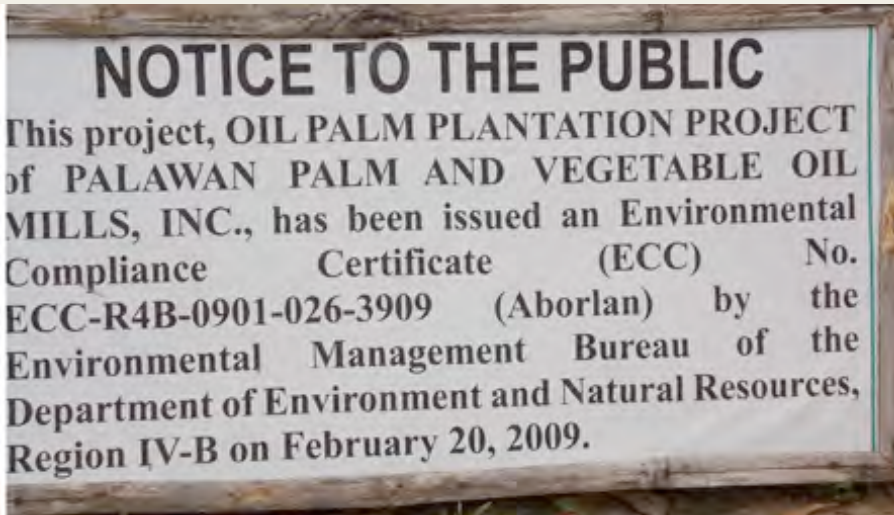 NOTICE TO THE PUBLIC
This project, OIL PALM PLANTATION PROJECT
of PALAWAN PALM AND VEGETABLE OIL
MILLS, INC., has been issued an Environmental
Compliance Certificate (ECC) No.
ECC-R4B-0901-026-3909 (Aborlan) by the
Environmental Management Bureau of the
Department of Environment and Natural Resources,
Region IV-B on February 20, 2009.